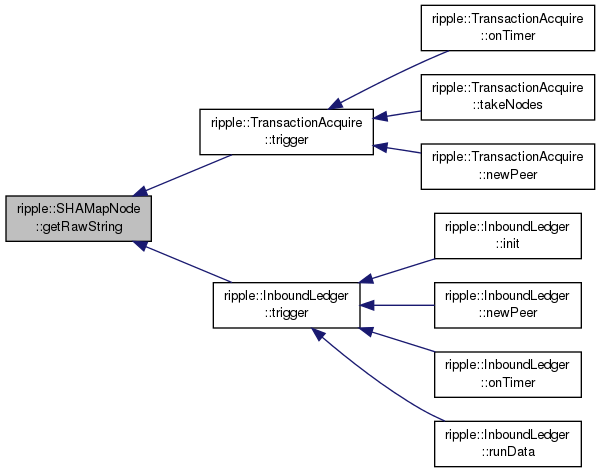 ripple::TransactionAcquire
::onTimer
ripple::TransactionAcquire
::takeNodes
ripple::TransactionAcquire
::trigger
ripple::TransactionAcquire
::newPeer
ripple::SHAMapNode
::getRawString
ripple::InboundLedger
::init
ripple::InboundLedger
::trigger
ripple::InboundLedger
::newPeer
ripple::InboundLedger
::onTimer
ripple::InboundLedger
::runData